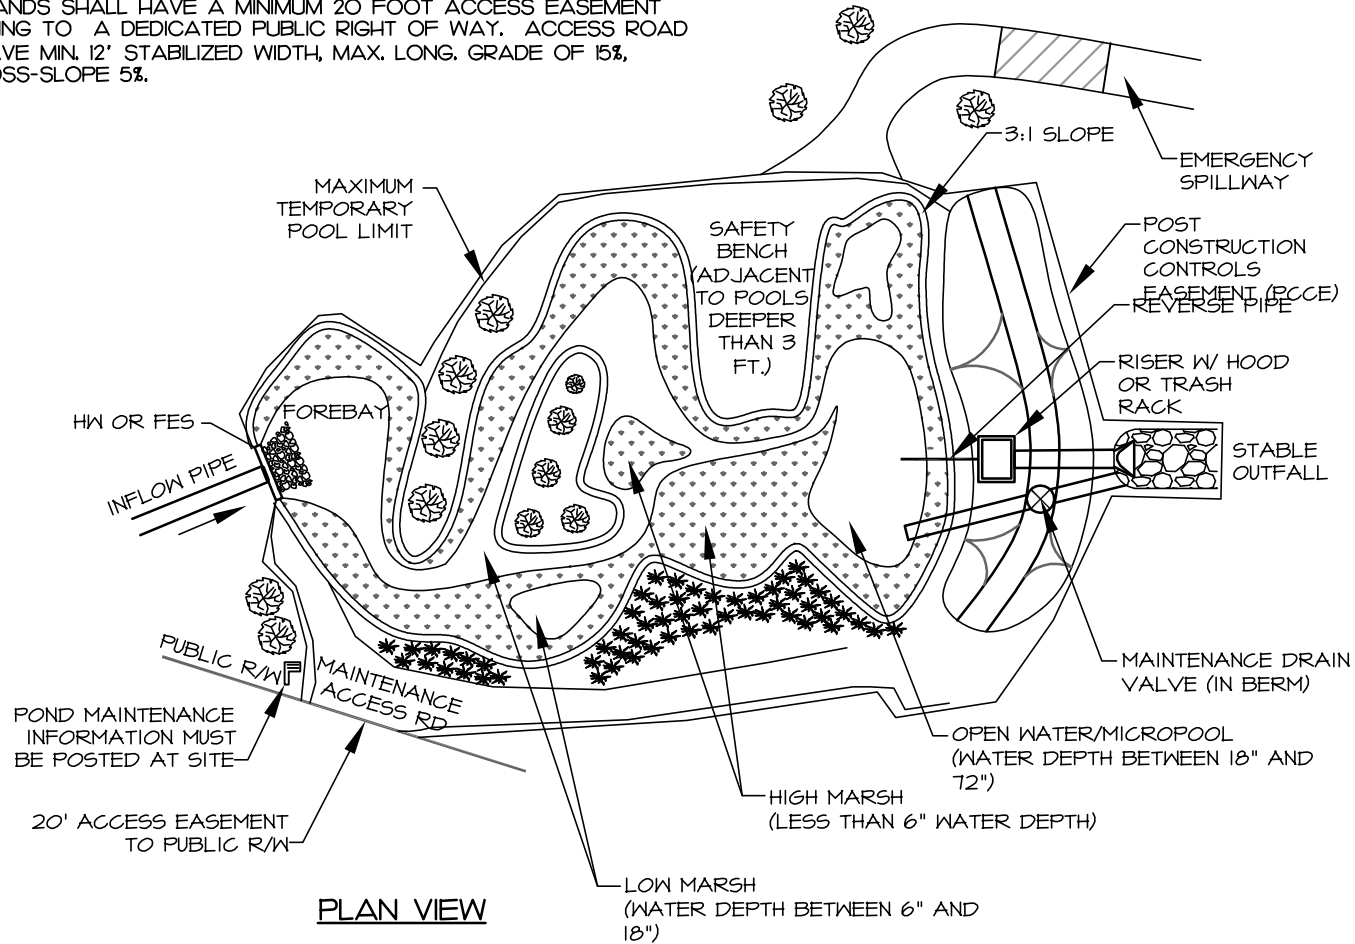 ANDS SHALL HAVE A MINIMUM 20 FOOT ACCESS EASEMENT
ING TO A DEDICATED PUBLIC RIGHT OF WAY. ACCESS ROAD
VE MIN. 12' STABILIZED WIDTH, MAX. LONG. GRADE OF 15%,
OSS-SLOPE 5%.
3:1 SLOPE
EMERGENCY
SPILLWAY
MAXIMUM
TEMPORARY
POOL LIMIT
SAFETY
BENCH
(ADJACENT
TO POOLS
DEEPER
THAN 3
FT.)
POST
CONSTRUCTION
CONTROLS
EASEMENT (PCCE)
REVERSE PIPE
RISER W/ HOOD
OR TRASH
RACK
HW OR FES
FOREBAY
INFLOW PIPE
STABLE
OUTFALL
PUBLIC R/W
MAINTENANCE
ACCESS RD
MAINTENANCE DRAIN
VALVE (IN BERM)
POND MAINTENANCE
INFORMATION MUST
BE POSTED AT SITE
OPEN WATER/MICROPOOL
(WATER DEPTH BETWEEN 18" AND
72")
20' ACCESS EASEMENT
TO PUBLIC R/W
HIGH MARSH
(LESS THAN 6" WATER DEPTH)
LOW MARSH
(WATER DEPTH BETWEEN 6" AND
18")
PLAN VIEW